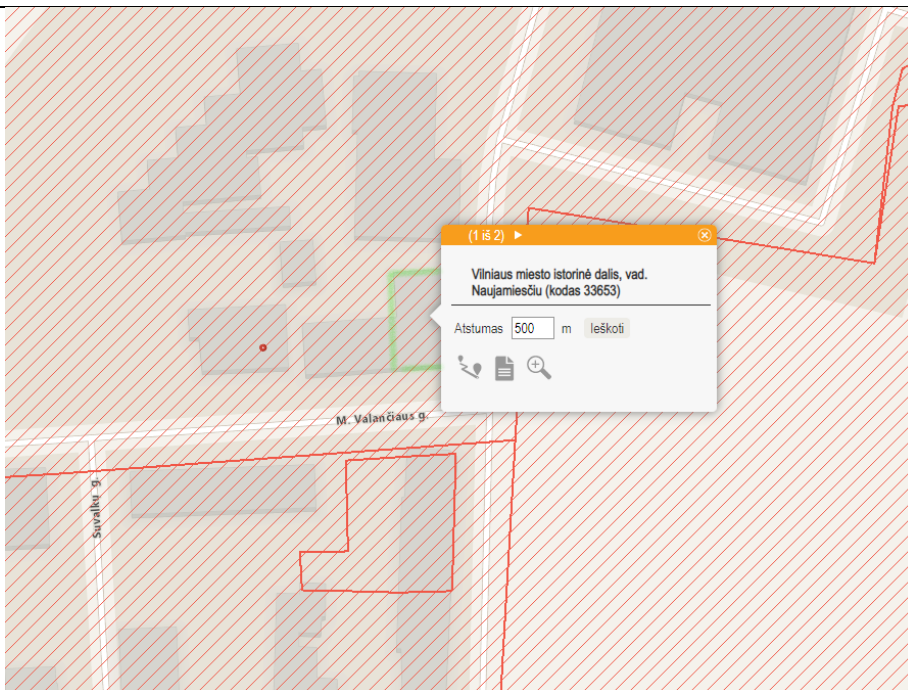 (1 iš 2)
Vilniaus miesto istorinė dalis, vad.
Naujamiesčiu (kodas 33653)
Atstumas 500 m Ieškoti
M. Valančiaus g.
Suvalkų g.